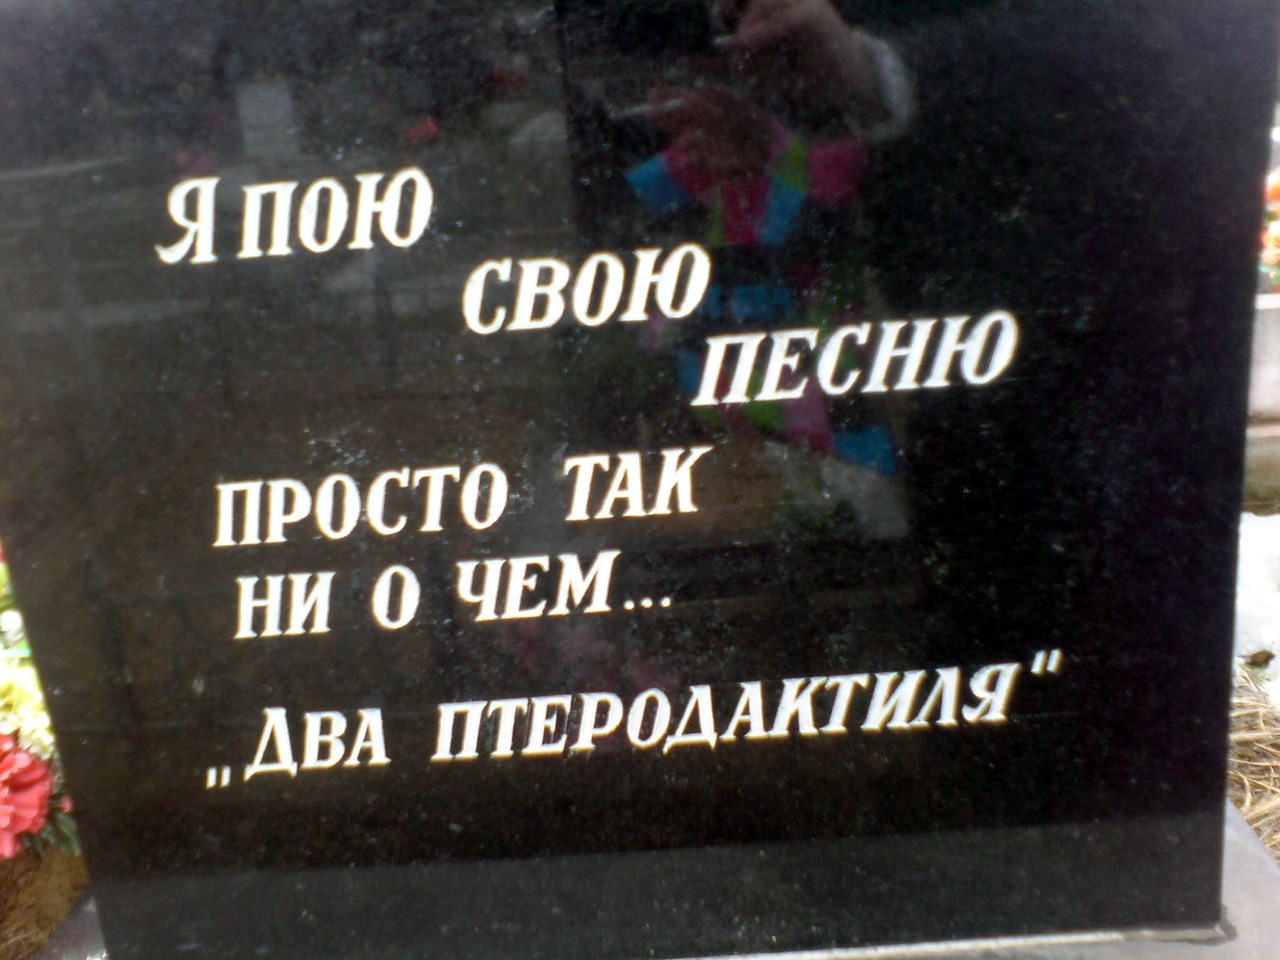 Я ПОЮ
СВОЮ
ПЕСНЮ
ПРОСТО ТАК
НИ О ЧЕМ...
„ДВА ПТЕРОДАКТИЛЯ"